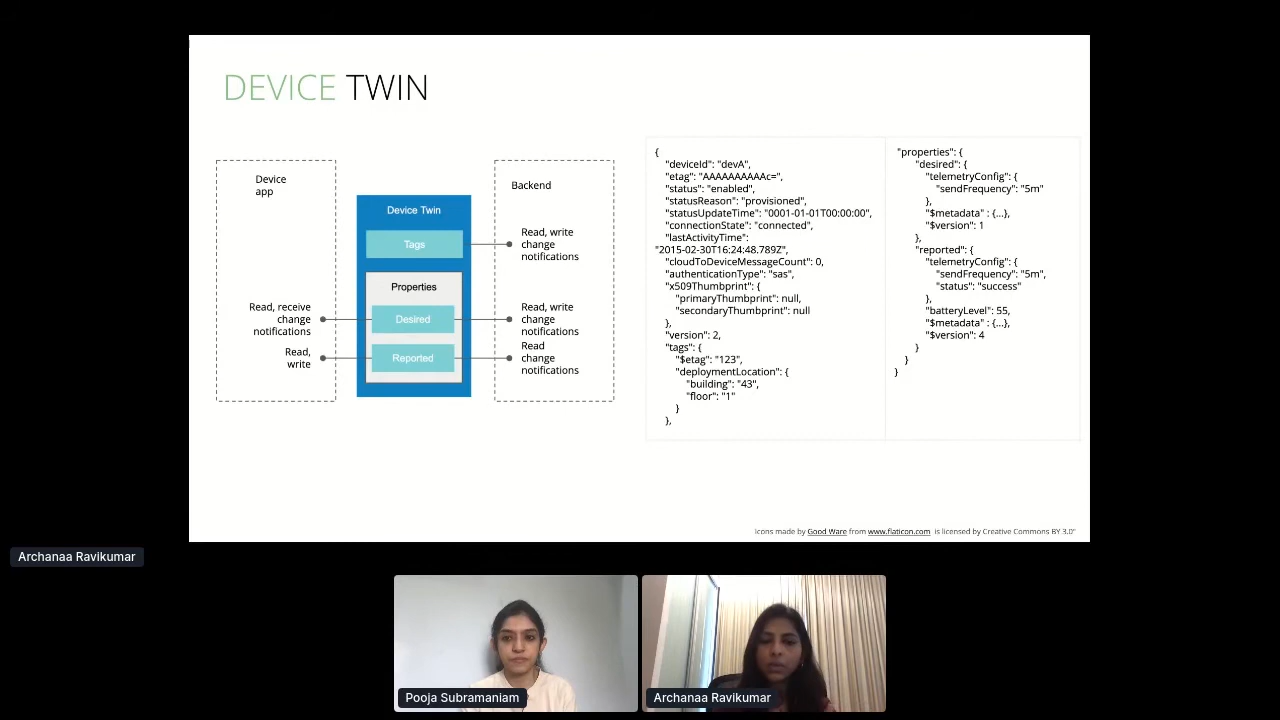 DEVICE TWIN
Device
app
Read, receive
change
notifications
Read,
write
Device Twin
Tags
Properties
Desired
Reported
Backend
Read, write
change
notifications
Read, write
change
notifications
Read
change
notifications
{
"deviceId": "devA",
"etag": "AAAAAAAAAAc=",
"status": "enabled",
"statusReason": "provisioned",
"statusUpdateTime": "0001-01-01T00:00:00",
"connectionState": "connected",
"lastActivityTime":
"2015-02-30T16:24:48.789Z",
"cloudToDeviceMessageCount": 0,
"authenticationType": "sas",
"x509Thumbprint": {
"primaryThumbprint": null,
"secondaryThumbprint": null
},
"version": 2,
"tags": {
"$etag": "123",
"deploymentLocation": {
"building": "43",
"floor": "1"
}
},
"properties": {
"desired": {
"telemetryConfig": {
"sendFrequency": "5m"
},
"$metadata" : {...},
"$version": 1
},
"reported": {
"telemetryConfig": {
"sendFrequency": "5m",
"status": "success"
},
"batteryLevel": 55,
"$metadata" : {...},
"$version": 4
}
}
}
Icons made by Good Ware from www.flaticon.com is licensed by Creative Commons BY 3.0"
Archanaa Ravikumar
Pooja Subramaniam
Archanaa Ravikumar